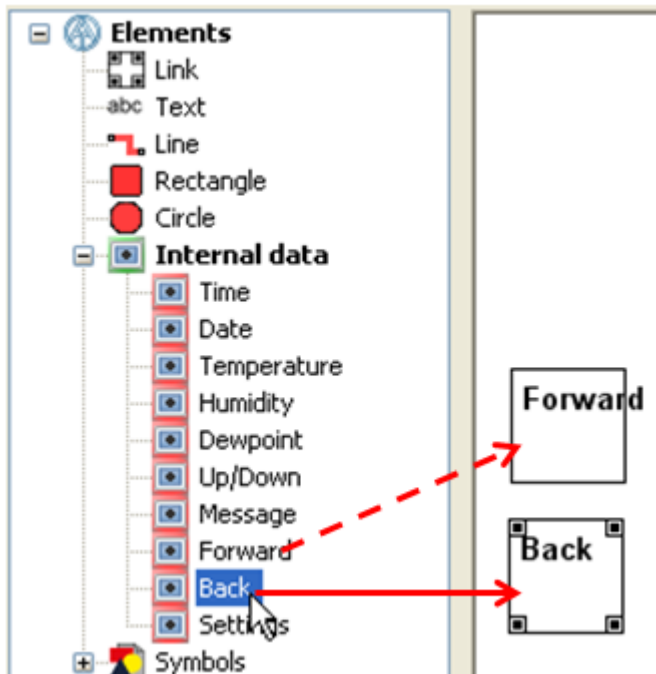 Elements
Link
abc Text
Line
Rectangle
Circle
Internal data
Time
Date
Temperature
Humidity
Dewpoint
Up/Down
Message
Forward
Back
Settings
Symbols
Forward
Back